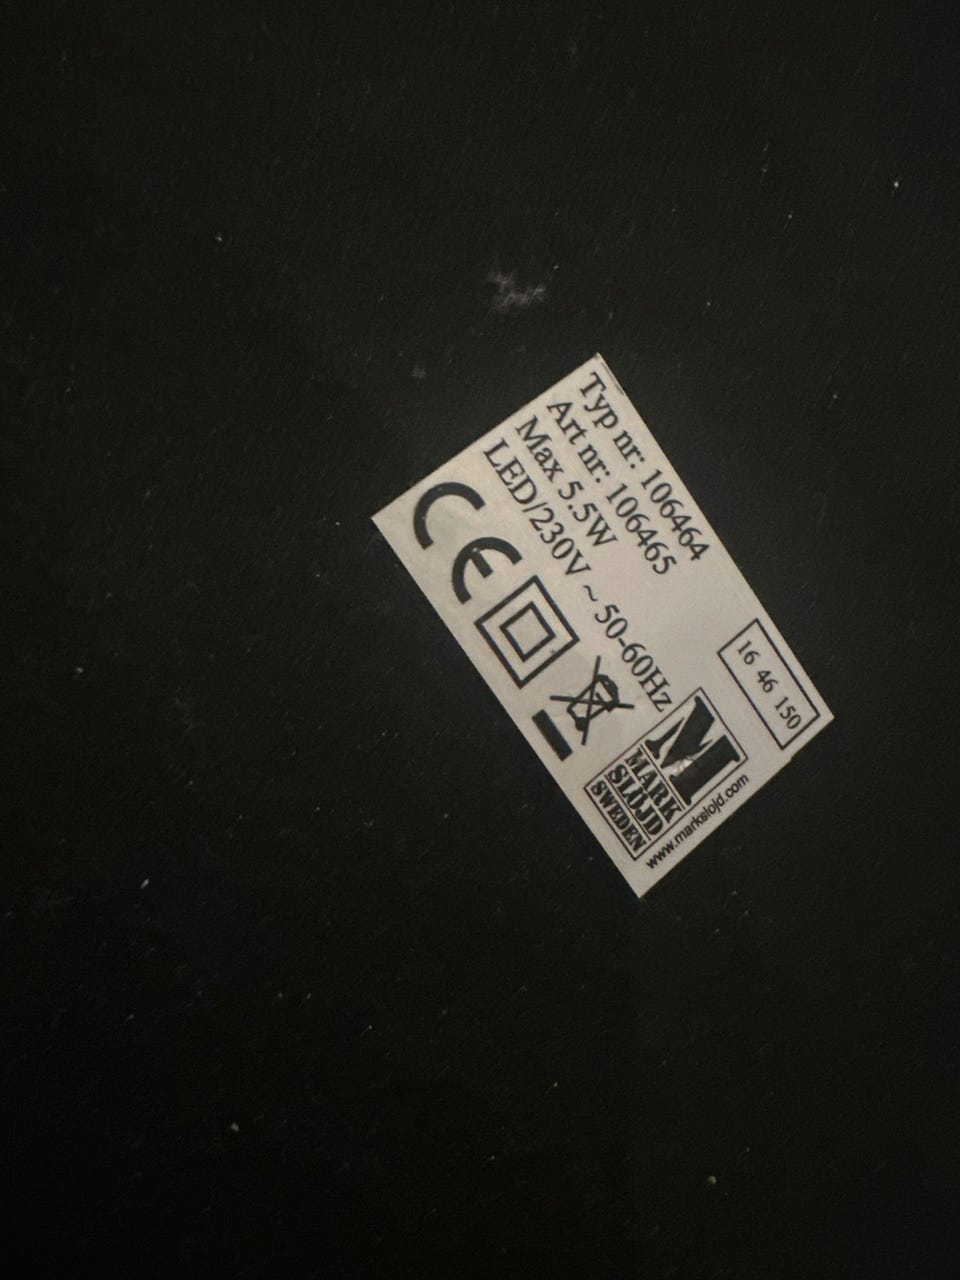 Typ nr: 106464
Art nr: 106465
Max 5.5W
LED/230V ~ 50-60Hz
CE
16 46 150
M
MARK
SLÖJD
SWEDEN
www.markslojd.com